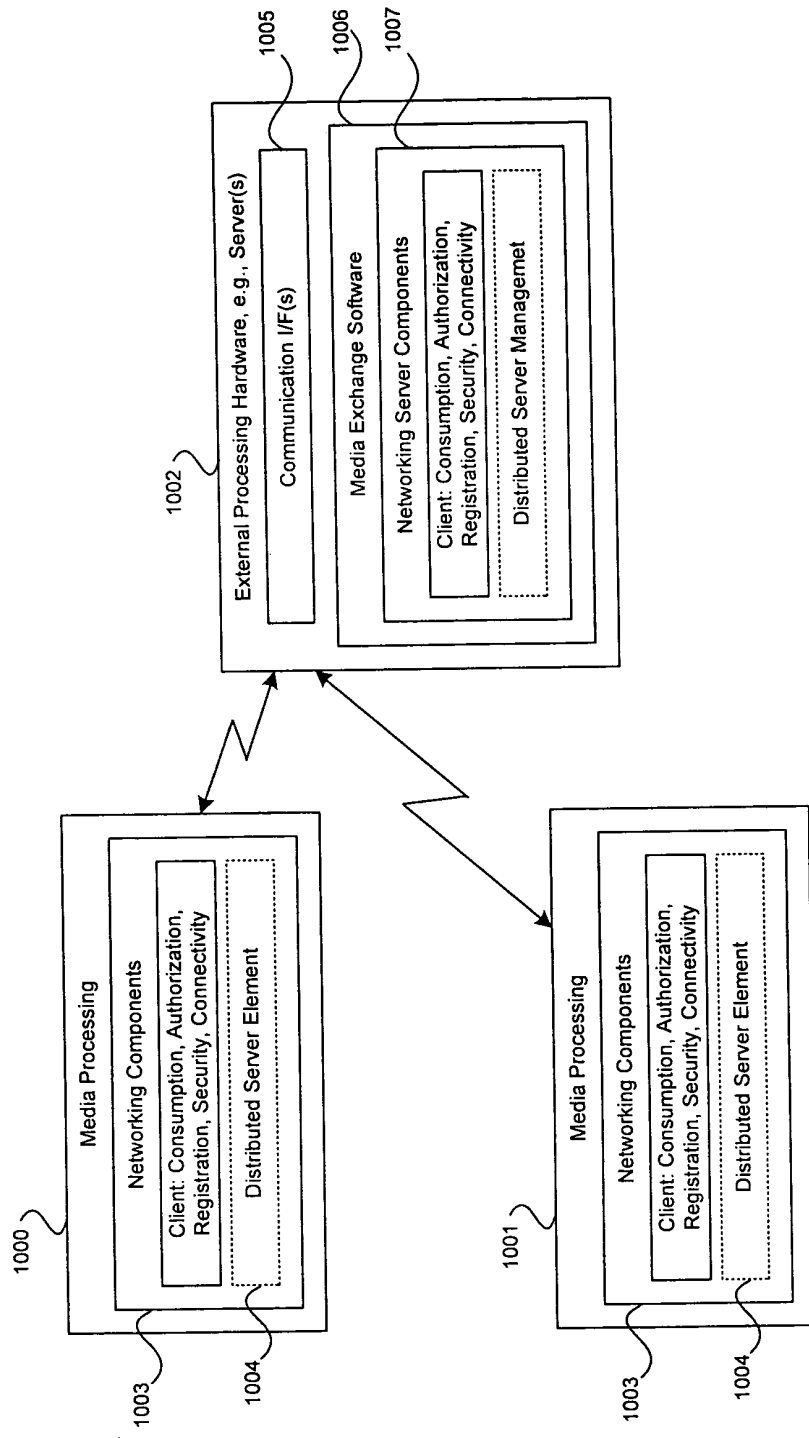 1000
Media Processing
Networking Components
Client: Consumption, Authorization,
Registration, Security, Connectivity
Distributed Server Element
1003
1004
1002
External Processing Hardware, e.g., Server(s)
Communication I/F(s)
Media Exchange Software
Networking Server Components
Client: Consumption, Authorization,
Registration, Security, Connectivity
Distributed Server Managemet
1005
1006
1007
1001
Media Processing
Networking Components
Client: Consumption, Authorization,
Registration, Security, Connectivity
Distributed Server Element
1003
1004